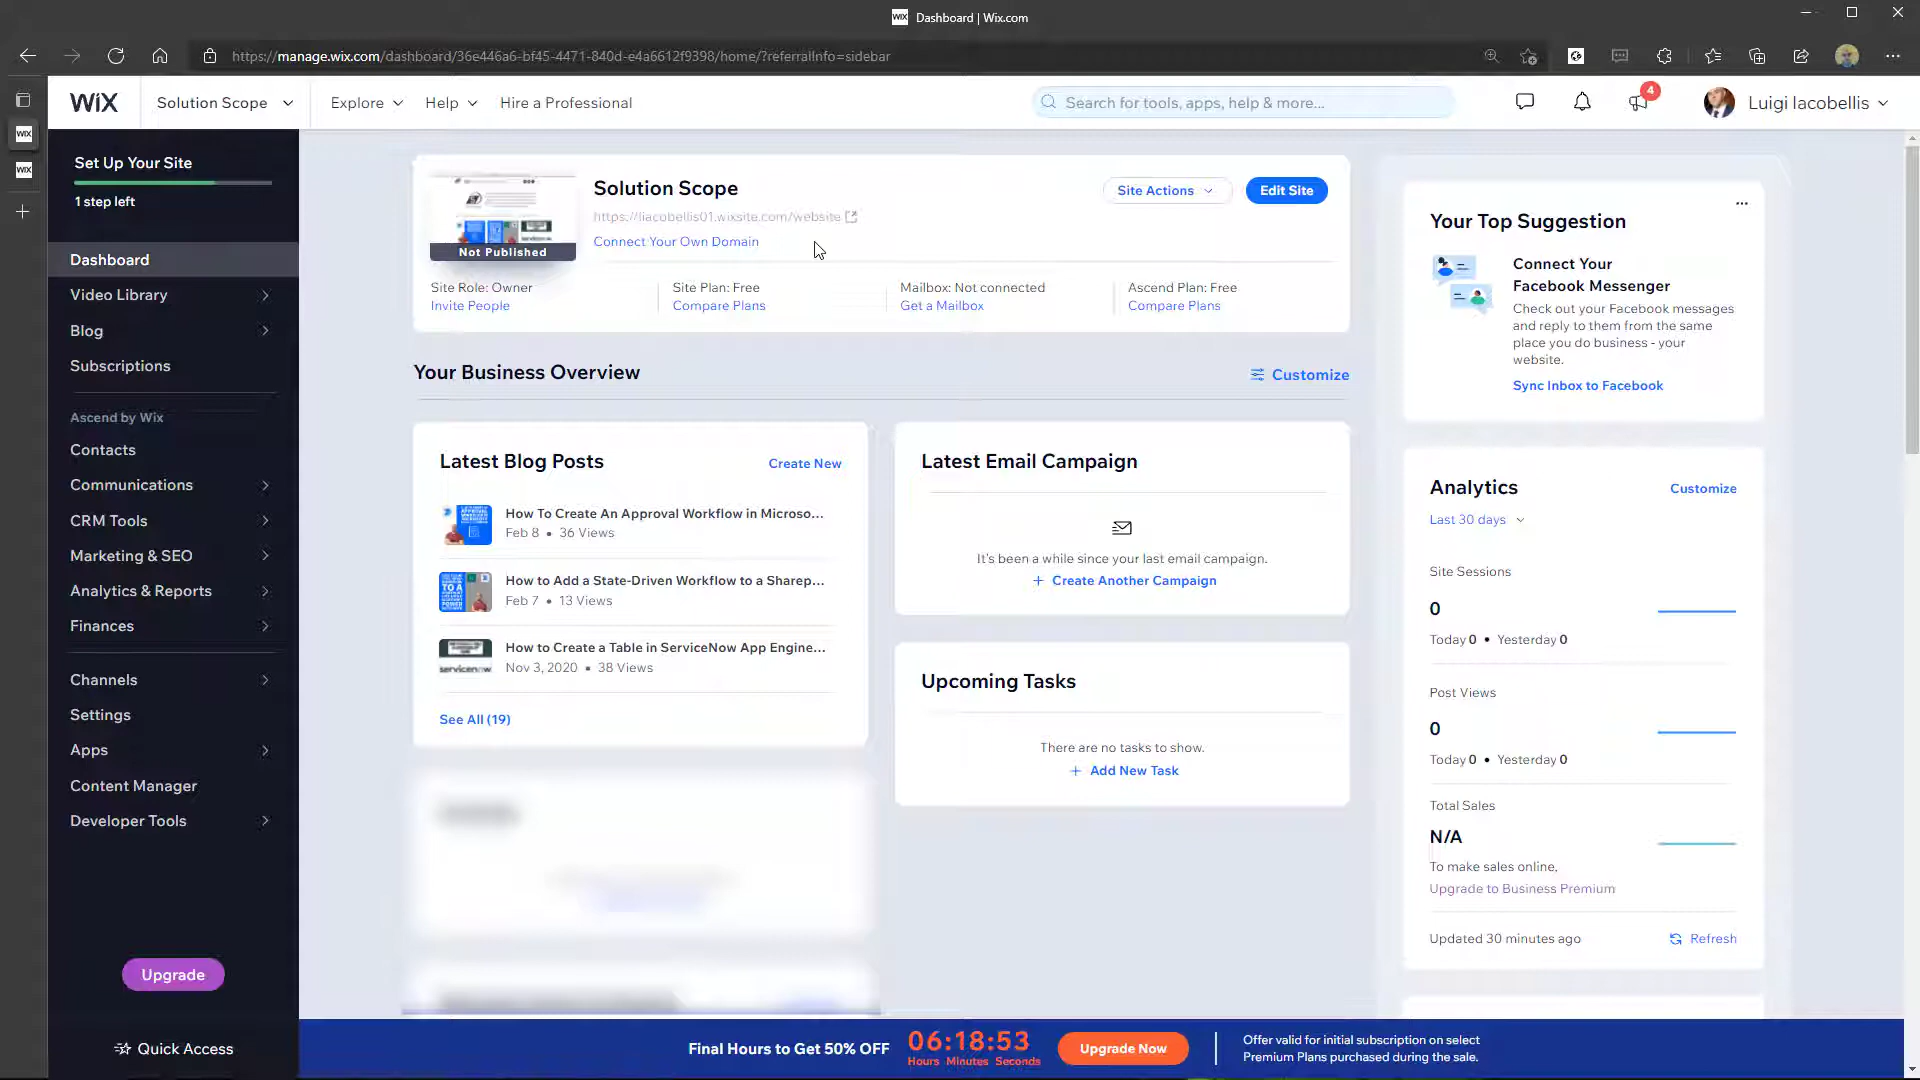 WIX Dashboard | Wix.com
https://manage.wix.com/dashboard/36e446a6-bf45-4471-840d-e4a6612f9398/home/?referralInfo=sidebar
WIX
Solution Scope
Explore
Help
Hire a Professional
Search for tools, apps, help & more...
4
Luigi Iacobellis
WIX
WIX
Set Up Your Site
1 step left
Dashboard
Video Library
Blog
Subscriptions
Ascend by Wix
Contacts
Communications
CRM Tools
Marketing & SEO
Analytics & Reports
Finances
Channels
Settings
Apps
Content Manager
Developer Tools
Upgrade
Quick Access
Not Published
Solution Scope
https://liacobellis01.wixsite.com/website
Connect Your Own Domain
Site Actions
Edit Site
Site Role: Owner
Invite People
Site Plan: Free
Compare Plans
Mailbox: Not connected
Get a Mailbox
Ascend Plan: Free
Compare Plans
Your Business Overview
Customize
Latest Blog Posts
Create New
How To Create An Approval Workflow in Microso...
Feb 8 • 36 Views
How to Add a State-Driven Workflow to a Sharep...
Feb 7 • 13 Views
servicenow
How to Create a Table in ServiceNow App Engine...
Nov 3, 2020 • 38 Views
See All (19)
Latest Email Campaign
It's been a while since your last email campaign.
+ Create Another Campaign
Upcoming Tasks
There are no tasks to show.
+ Add New Task
Your Top Suggestion
Connect Your
Facebook Messenger
Check out your Facebook messages
and reply to them from the same
place you do business - your
website.
Sync Inbox to Facebook
Analytics
Customize
Last 30 days
Site Sessions
0
Today 0 • Yesterday 0
Post Views
0
Today 0 • Yesterday 0
Total Sales
N/A
To make sales online,
Upgrade to Business Premium
Updated 30 minutes ago
Refresh
Final Hours to Get 50% OFF
06:18:53
Hours Minutes Seconds
Upgrade Now
Offer valid for initial subscription on select
Premium Plans purchased during the sale.